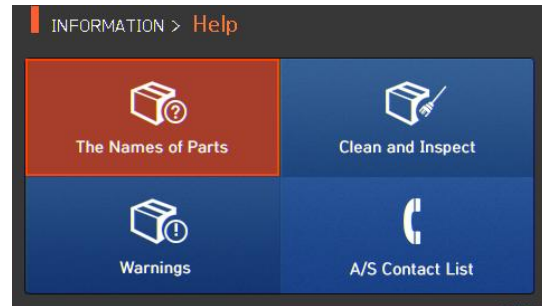 INFORMATION > Help
The Names of Parts
Clean and Inspect
Warnings
A/S Contact List